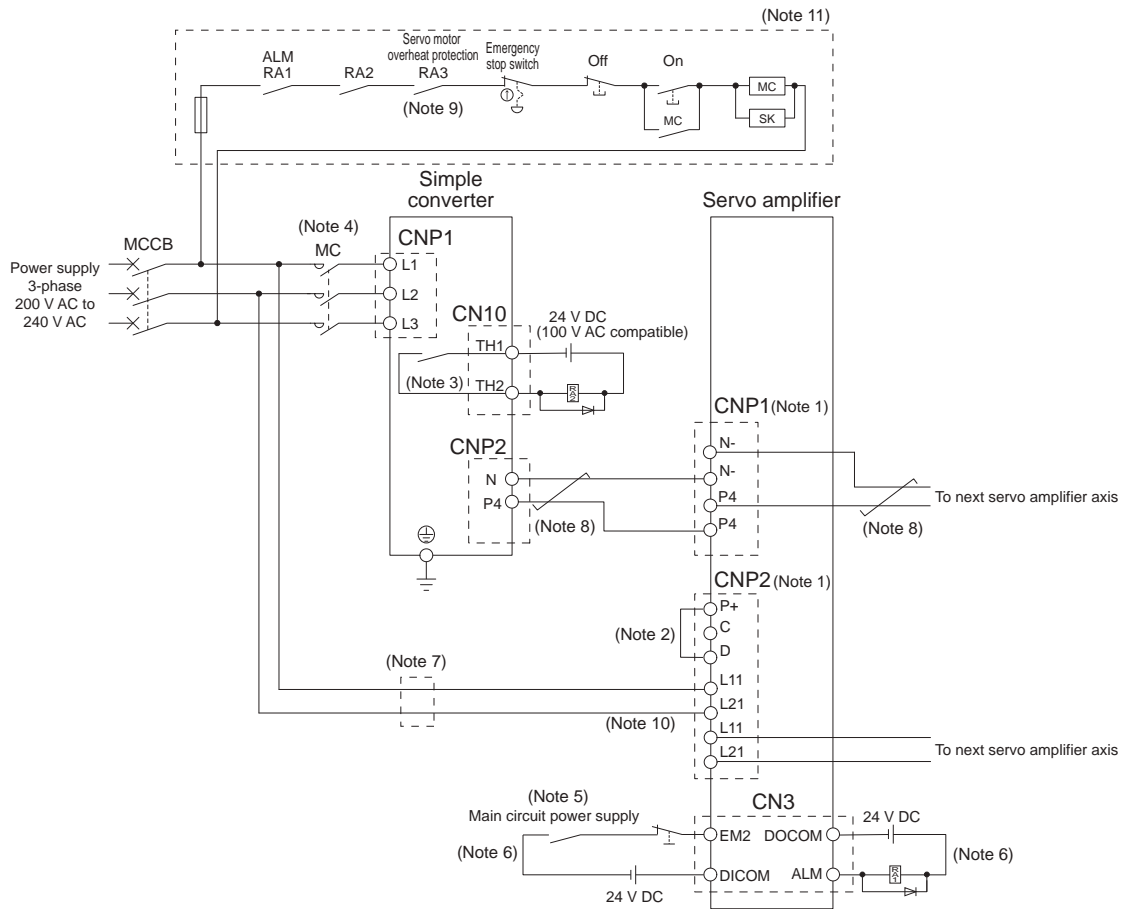 (Note 11)
Servo motor
overheat protection
Emergency
stop switch
ALM
RA1
RA2
RA3
Off
On
(Note 9)
MC
MC
SK
Simple
converter
Servo amplifier
(Note 4)
MCCB
MC
CNP1
Power supply
3-phase
200 V AC to
240 V AC
L1
L2
L3
CN10
24 V DC
(100 V AC compatible)
TH1
(Note 3)
TH2
RA2
CNP1 (Note 1)
CNP2
N-
N
N-
P4
P4
P4
(Note 8)
To next servo amplifier axis
(Note 8)
CNP2 (Note 1)
P+
(Note 2)
C
D
(Note 7)
L11
L21
(Note 10)
L11
L21
To next servo amplifier axis
(Note 5)
Main circuit power supply
CN3
24 V DC
EM2
DOCOM
(Note 6)
(Note 6)
DICOM
ALM
RA1
24 V DC